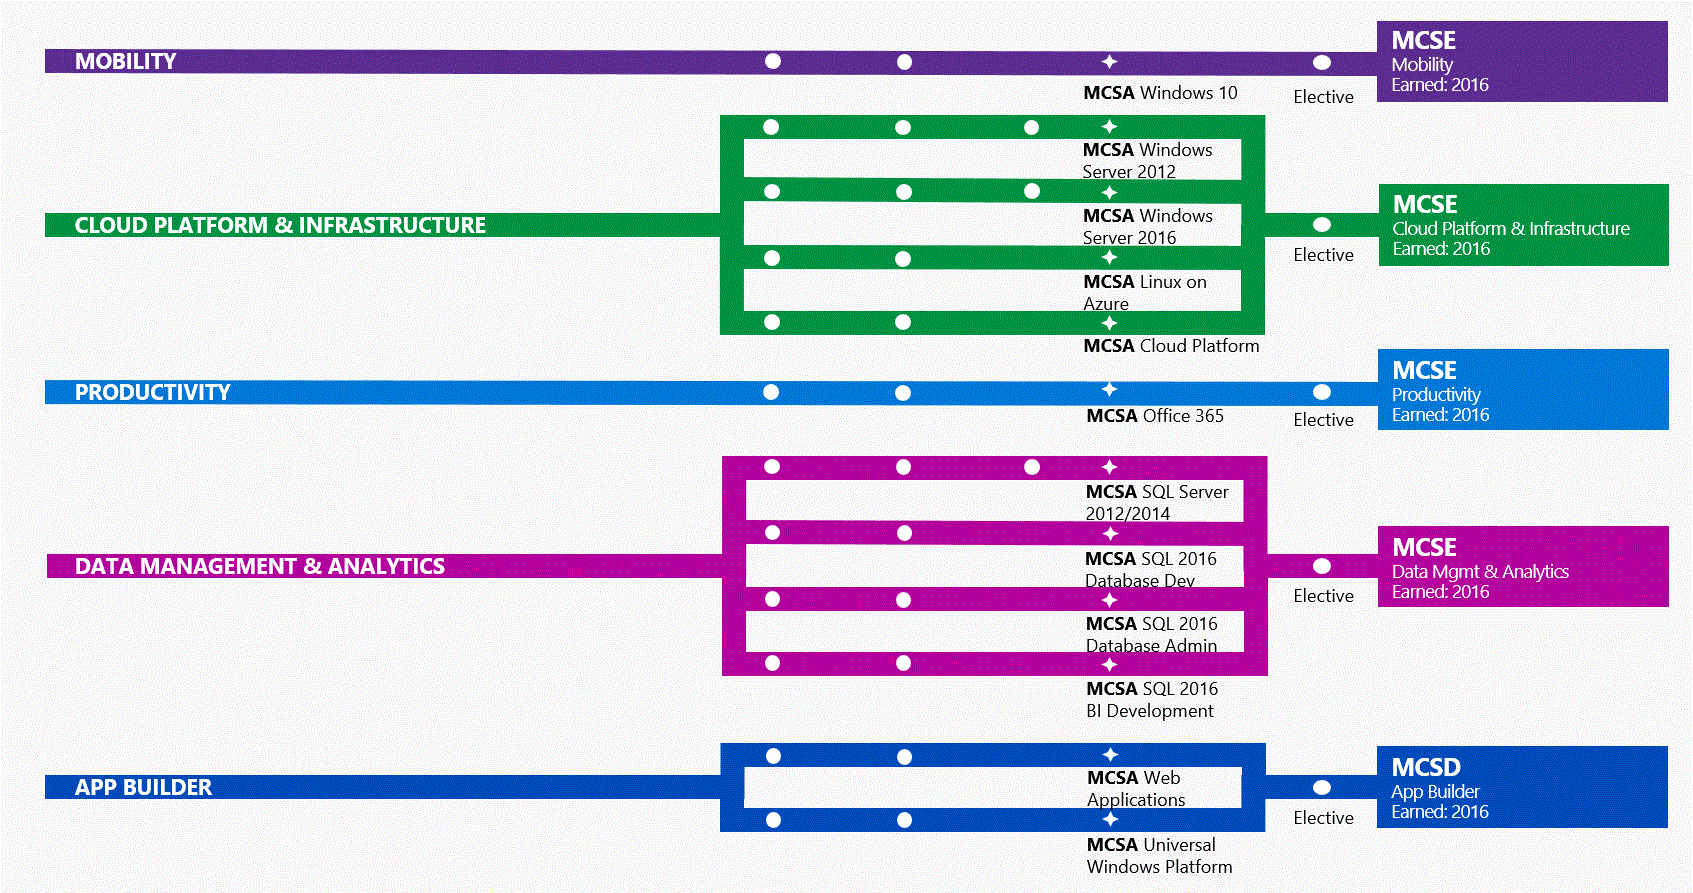 MOBILITY
MCSA Windows 10
Elective
MCSE
Mobility
Earned: 2016
CLOUD PLATFORM & INFRASTRUCTURE
MCSA Windows
Server 2012
MCSA Windows
Server 2016
MCSA Linux on
Azure
MCSA Cloud Platform
Elective
MCSE
Cloud Platform & Infrastructure
Earned: 2016
PRODUCTIVITY
MCSA Office 365
Elective
MCSE
Productivity
Earned: 2016
DATA MANAGEMENT & ANALYTICS
MCSA SQL Server
2012/2014
MCSA SQL 2016
Database Dev
MCSA SQL 2016
Database Admin
MCSA SQL 2016
BI Development
Elective
MCSE
Data Mgmt & Analytics
Earned: 2016
APP BUILDER
MCSA Web
Applications
MCSA Universal
Windows Platform
Elective
MCSD
App Builder
Earned: 2016